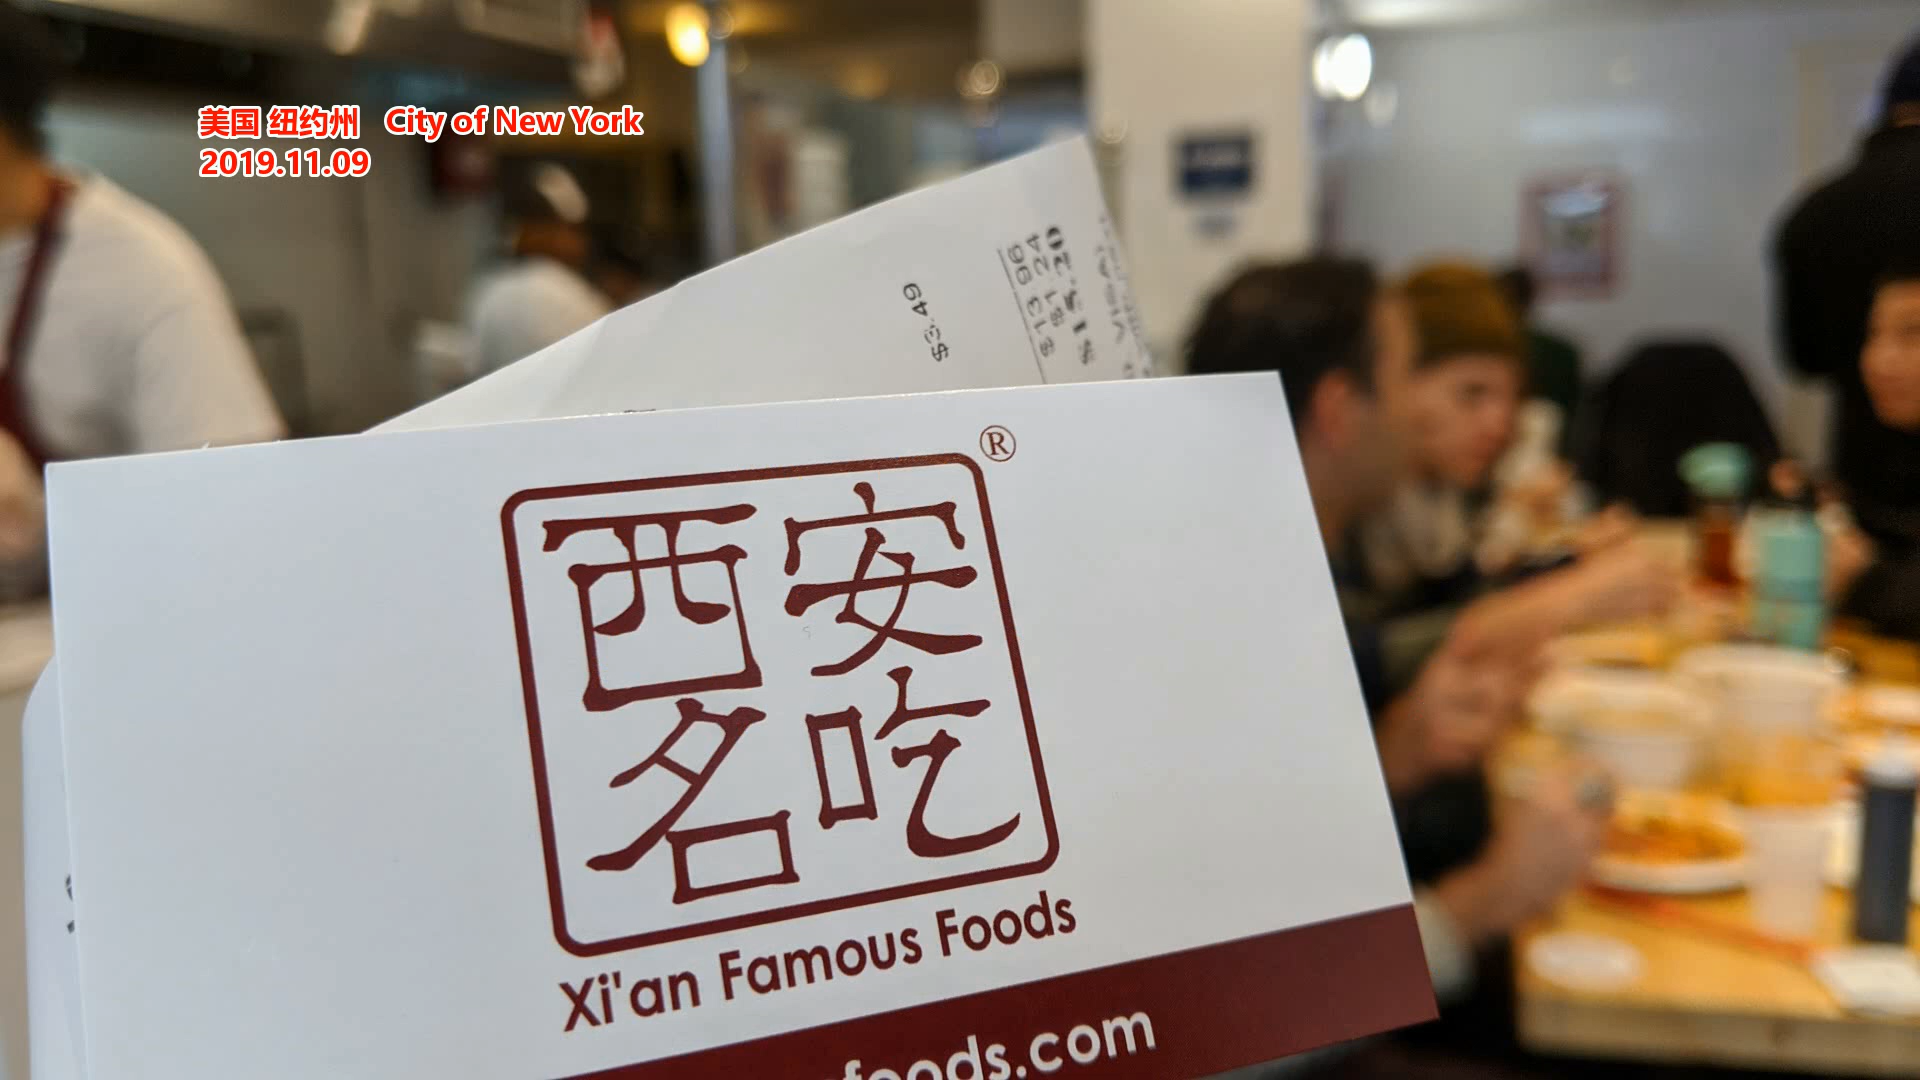 美国 纽约州 City of New York
2019.11.09
$3.49
$13.96
$1.24
$15.20
VISA
®
西安
名吃
Xi'an Famous Foods
foods.com